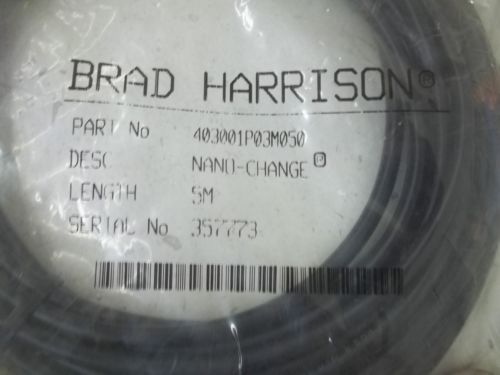 BRAD HARRISON®
PART No 403001P03M050
DESC NANO-CHANGE ®
LENGTH 5M
SERIAL No 357773